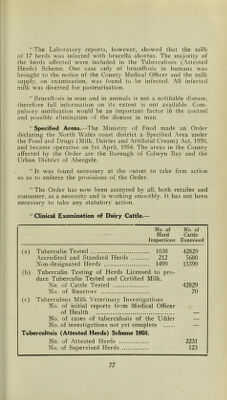 "The Laboratory reports, however, showed that the milk
of 17 herds was infected with brucella abortus. The majority of
the herds affected were included in the Tuberculosis (Attested
Herds) Scheme. One case only of brucellosis in humans was
brought to the notice of the County Medical Officer and the milk
supply, on examination, was found to be infected. All infected
milk was diverted for pasteurisation.
"Brucellosis in man and in animals is not a notifiable disease,
therefore full information on its extent is not available. Com-
pulsory notification would be an important factor in the control
and possible elimination of the disease in man.
"Specified Areas.—The Ministry of Food made an Order
declaring the North Wales coast district a Specified Area under
the Food and Drugs (Milk, Dairies and Artificial Cream) Act, 1950,
and became operative on 1st April, 1954. The areas in the County
affected by the Order are the Borough of Colwyn Bay and the
Urban District of Abergele.
"It was found necessary at the outset to take firm action
so as to enforce the provisions of the Order.
"The Order has now been accepted by all, both retailer and
consumer, as a necessity and is working smoothly. It has not been
necessary to take any statutory action.
"Clinical Examination of Dairy Cattle.—
No. of No. of
Herd Cattle
Inspections Examined
(a) Tuberculin Tested ........................ 1038 42829
Accredited and Standard Herds ........ 212 5680
Non-designated Herds .................... 1499 13599
(b) Tuberculin Testing of Herds Licensed to pro-
duce Tuberculin Tested and Certified Milk.
No. of Cattle Tested .................... 42829
No. of Reactors ........................ 70
(c) Tuberculous Milk Veterinary Investigations
No. of initial reports from Medical Officer
of Health ............................ —
No. of cases of tuberculosis of the Udder —
No. of investigations not yet complete ...... —
Tuberculosis (Attested Herds) Scheme 1950.
No. of Attested Herds .................... 2231
No. of Supervised Herds .................. 123
77